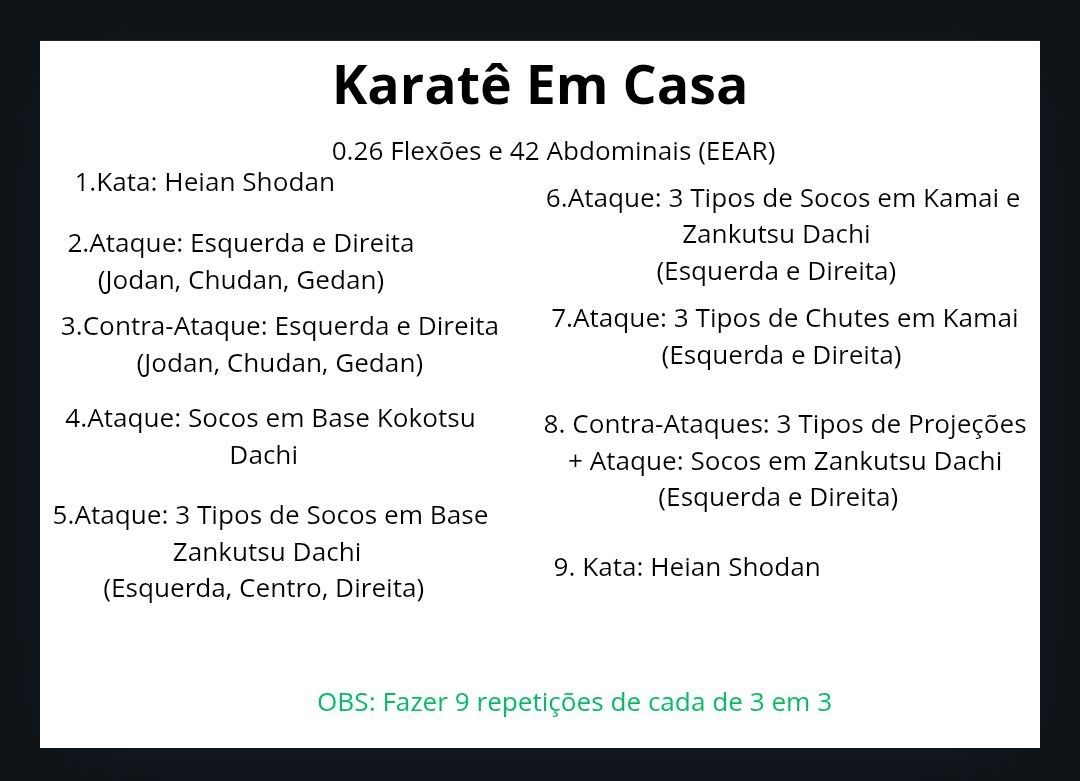 Karatê Em Casa
0.26 Flexões e 42 Abdominais (EEAR)
1.Kata: Heian Shodan
2.Ataque: Esquerda e Direita
(Jodan, Chudan, Gedan)
3.Contra-Ataque: Esquerda e Direita
(Jodan, Chudan, Gedan)
4.Ataque: Socos em Base Kokotsu
Dachi
5.Ataque: 3 Tipos de Socos em Base
Zankutsu Dachi
(Esquerda, Centro, Direita)
6.Ataque: 3 Tipos de Socos em Kamai e
Zankutsu Dachi
(Esquerda e Direita)
7.Ataque: 3 Tipos de Chutes em Kamai
(Esquerda e Direita)
8. Contra-Ataques: 3 Tipos de Projeções
+ Ataque: Socos em Zankutsu Dachi
(Esquerda e Direita)
9. Kata: Heian Shodan
OBS: Fazer 9 repetições de cada de 3 em 3